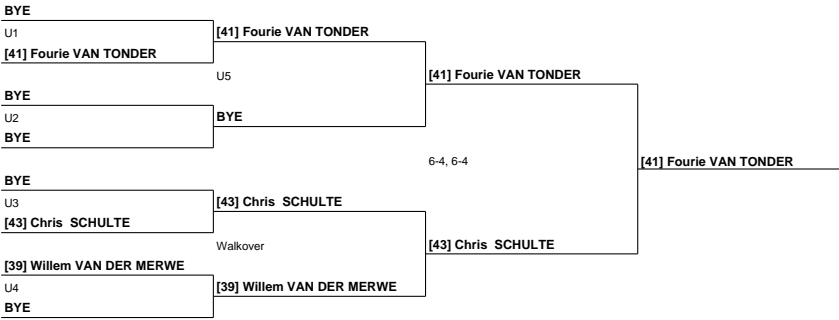 BYE
U1
[41] Fourie VAN TONDER
[41] Fourie VAN TONDER
U5
[41] Fourie VAN TONDER
BYE
U2
BYE
BYE
6-4, 6-4
[41] Fourie VAN TONDER
BYE
U3
[43] Chris SCHULTE
[43] Chris SCHULTE
Walkover
[43] Chris SCHULTE
[39] Willem VAN DER MERWE
U4
[39] Willem VAN DER MERWE
BYE